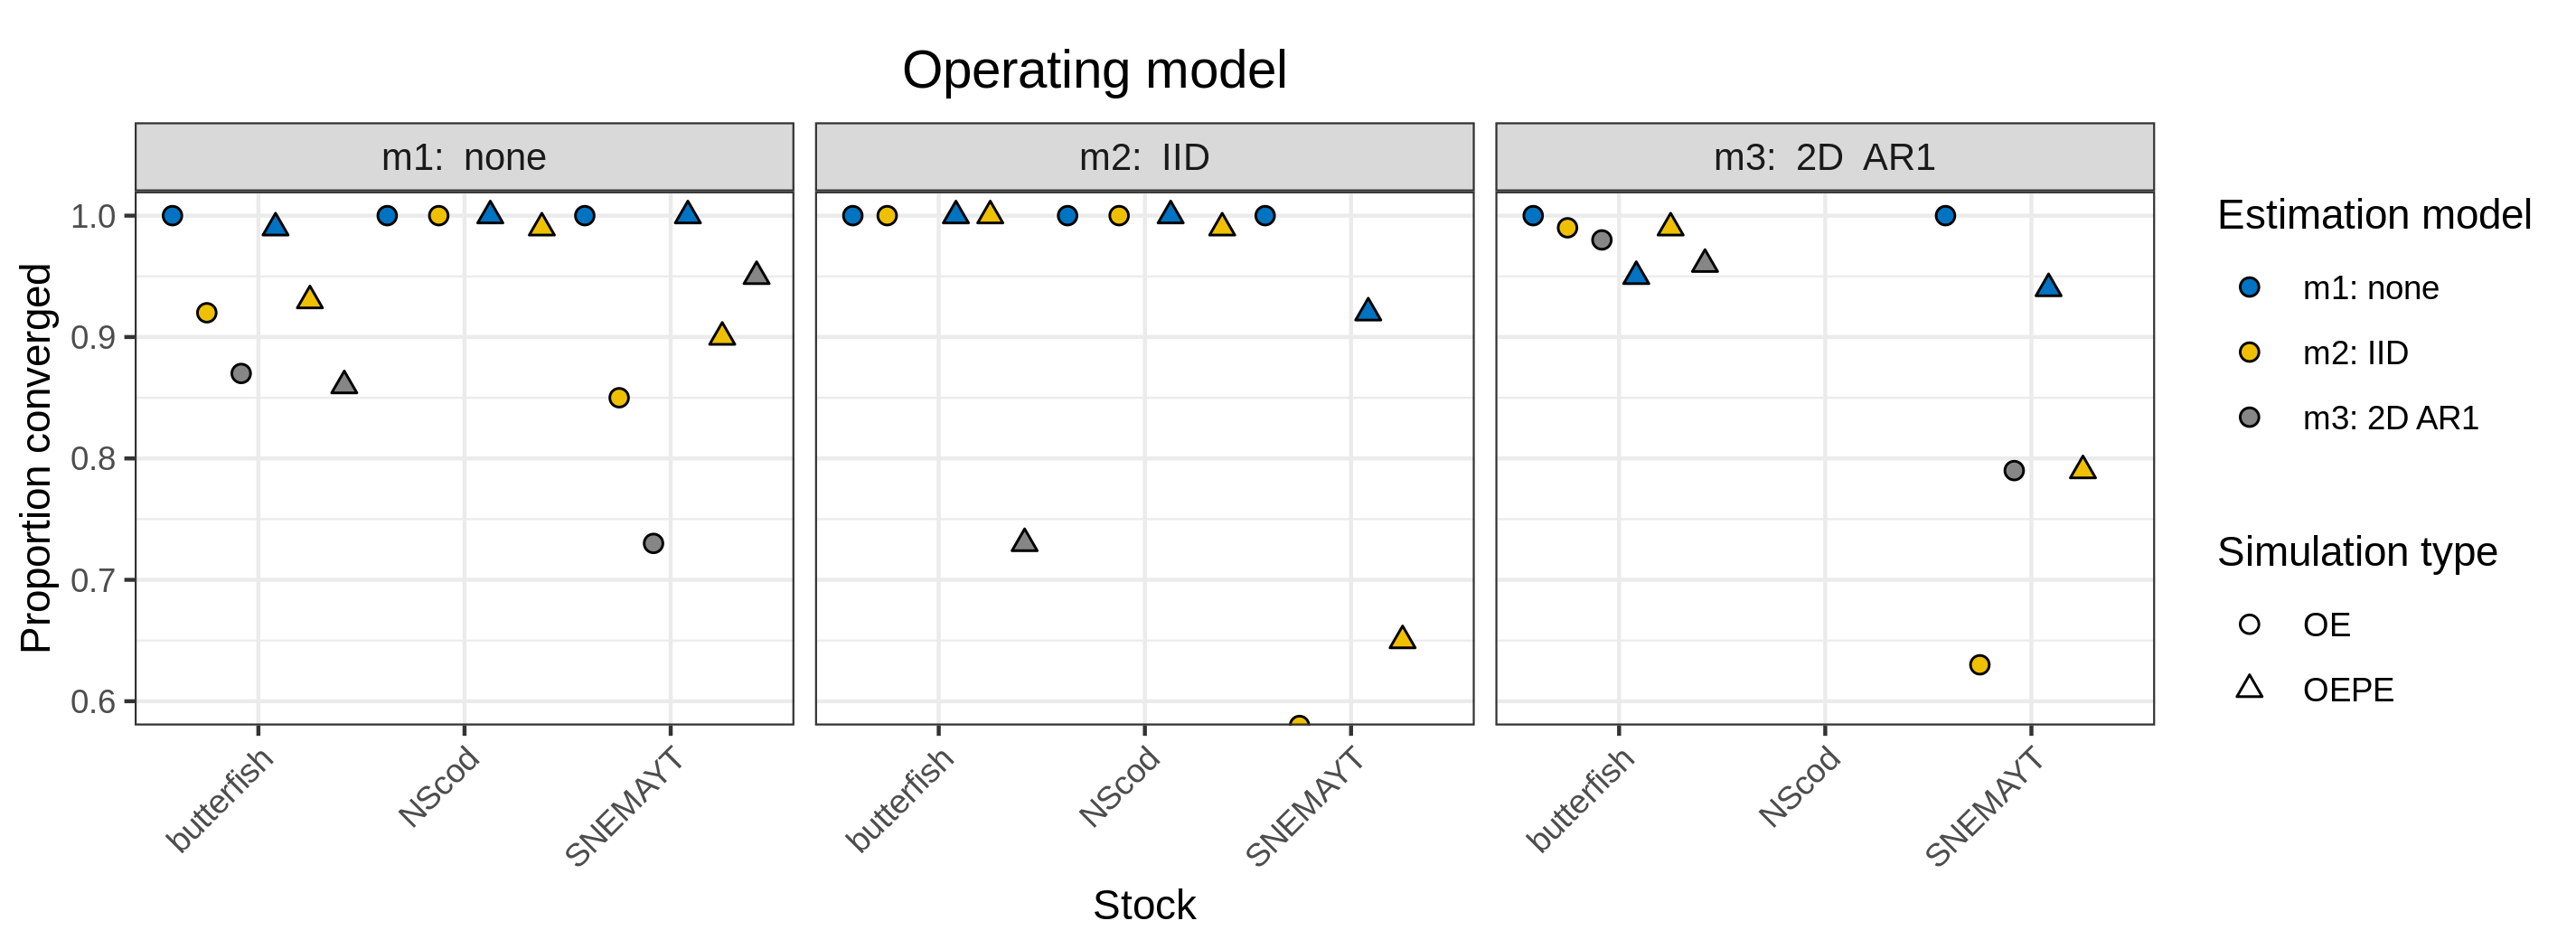 Operating model
m1: none
m2: IID
m3: 2D AR1
Proportion converged
1.0
0.9
0.8
0.7
0.6
butterfish
NScod
SNEMAYT
butterfish
NScod
SNEMAYT
butterfish
NScod
SNEMAYT
Stock
Estimation model
m1: none
m2: IID
m3: 2D AR1
Simulation type
OE
OEPE